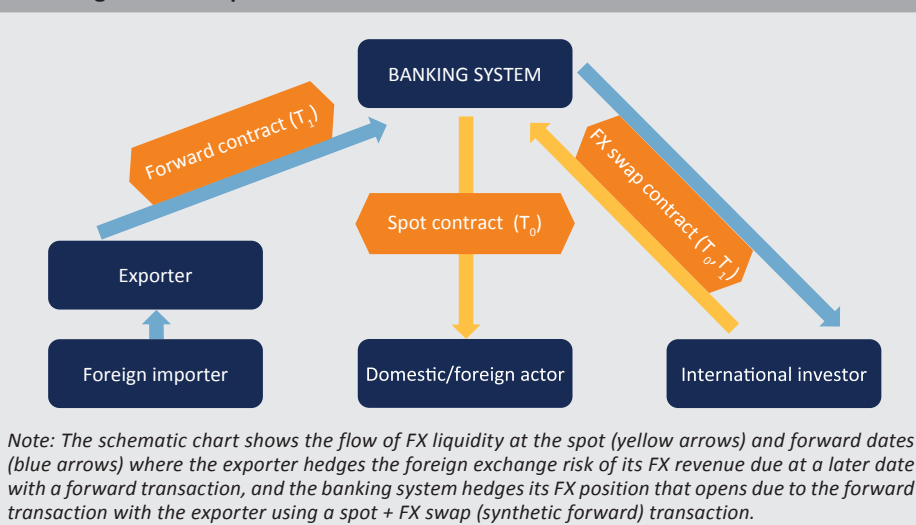 BANKING SYSTEM
Forward contract (T1)
FX swap contract (T0, T1)
Spot contract (T0)
Exporter
Foreign importer
Domestic/foreign actor
International investor
Note: The schematic chart shows the flow of FX liquidity at the spot (yellow arrows) and forward dates
(blue arrows) where the exporter hedges the foreign exchange risk of its FX revenue due at a later date
with a forward transaction, and the banking system hedges its FX position that opens due to the forward
transaction with the exporter using a spot + FX swap (synthetic forward) transaction.